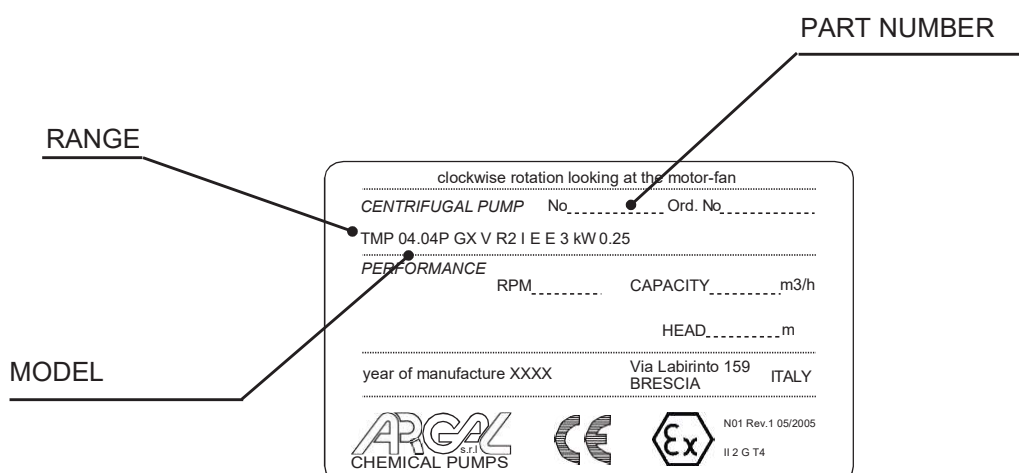 PART NUMBER
RANGE
clockwise rotation looking at the motor-fan
CENTRIFUGAL PUMP No Ord. No
TMP 04.04P GX V R2 I E E 3 kW 0.25
PERFORMANCE
RPM CAPACITY m3/h
HEAD m
MODEL
year of manufacture XXXX Via Labirinto 159
BRESCIA ITALY
ARGAL
s.r.l
CHEMICAL PUMPS
CE
Ex
N01 Rev.1 05/2005
II 2 G T4